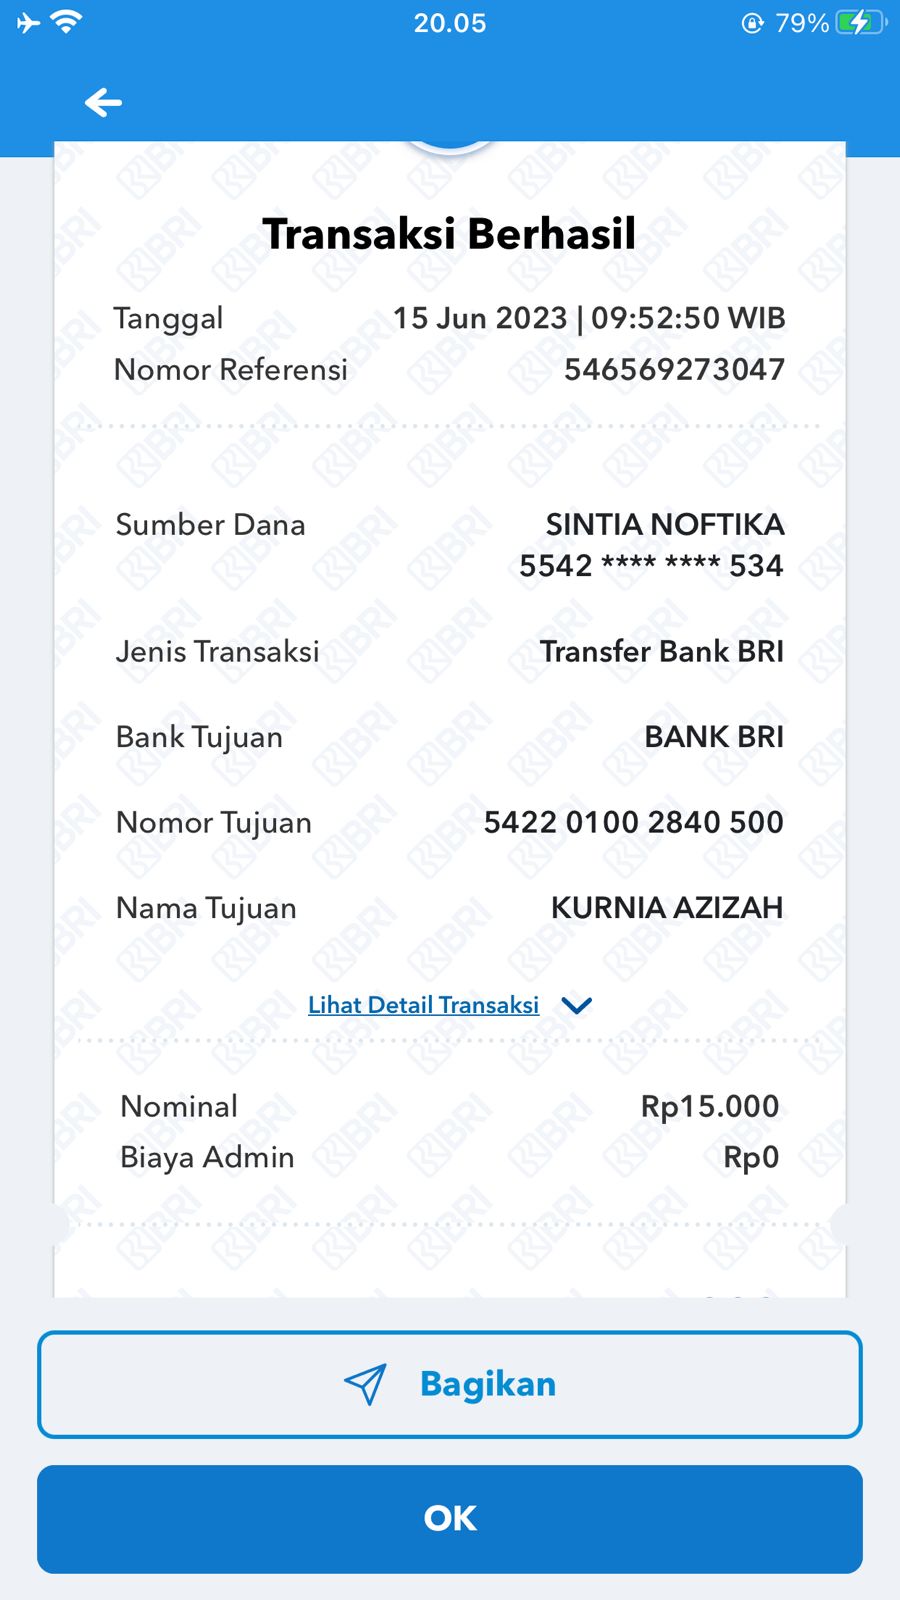 20.05
79%
Transaksi Berhasil
Tanggal 15 Jun 2023 | 09:52:50 WIB
Nomor Referensi 546569273047
Sumber Dana SINTIA NOFTIKA
5542 **** **** 534
Jenis Transaksi Transfer Bank BRI
Bank Tujuan BANK BRI
Nomor Tujuan 5422 0100 2840 500
Nama Tujuan KURNIA AZIZAH
Lihat Detail Transaksi
Nominal Rp15.000
Biaya Admin Rp0
Bagikan
OK